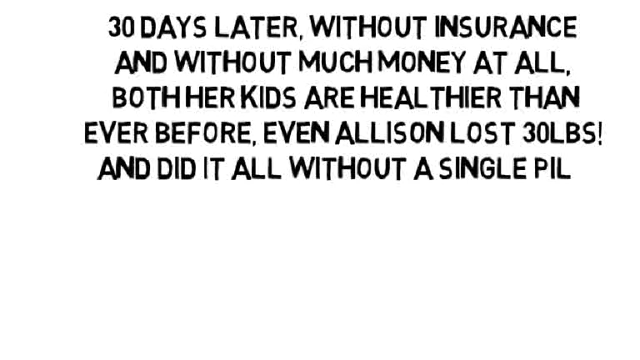 30 DAYS LATER, WITHOUT INSURANCE
AND WITHOUT MUCH MONEY AT ALL,
BOTH HER KIDS ARE HEALTHIER THAN
EVER BEFORE, EVEN ALLISON LOST 30LBS!
AND DID IT ALL WITHOUT A SINGLE PIL